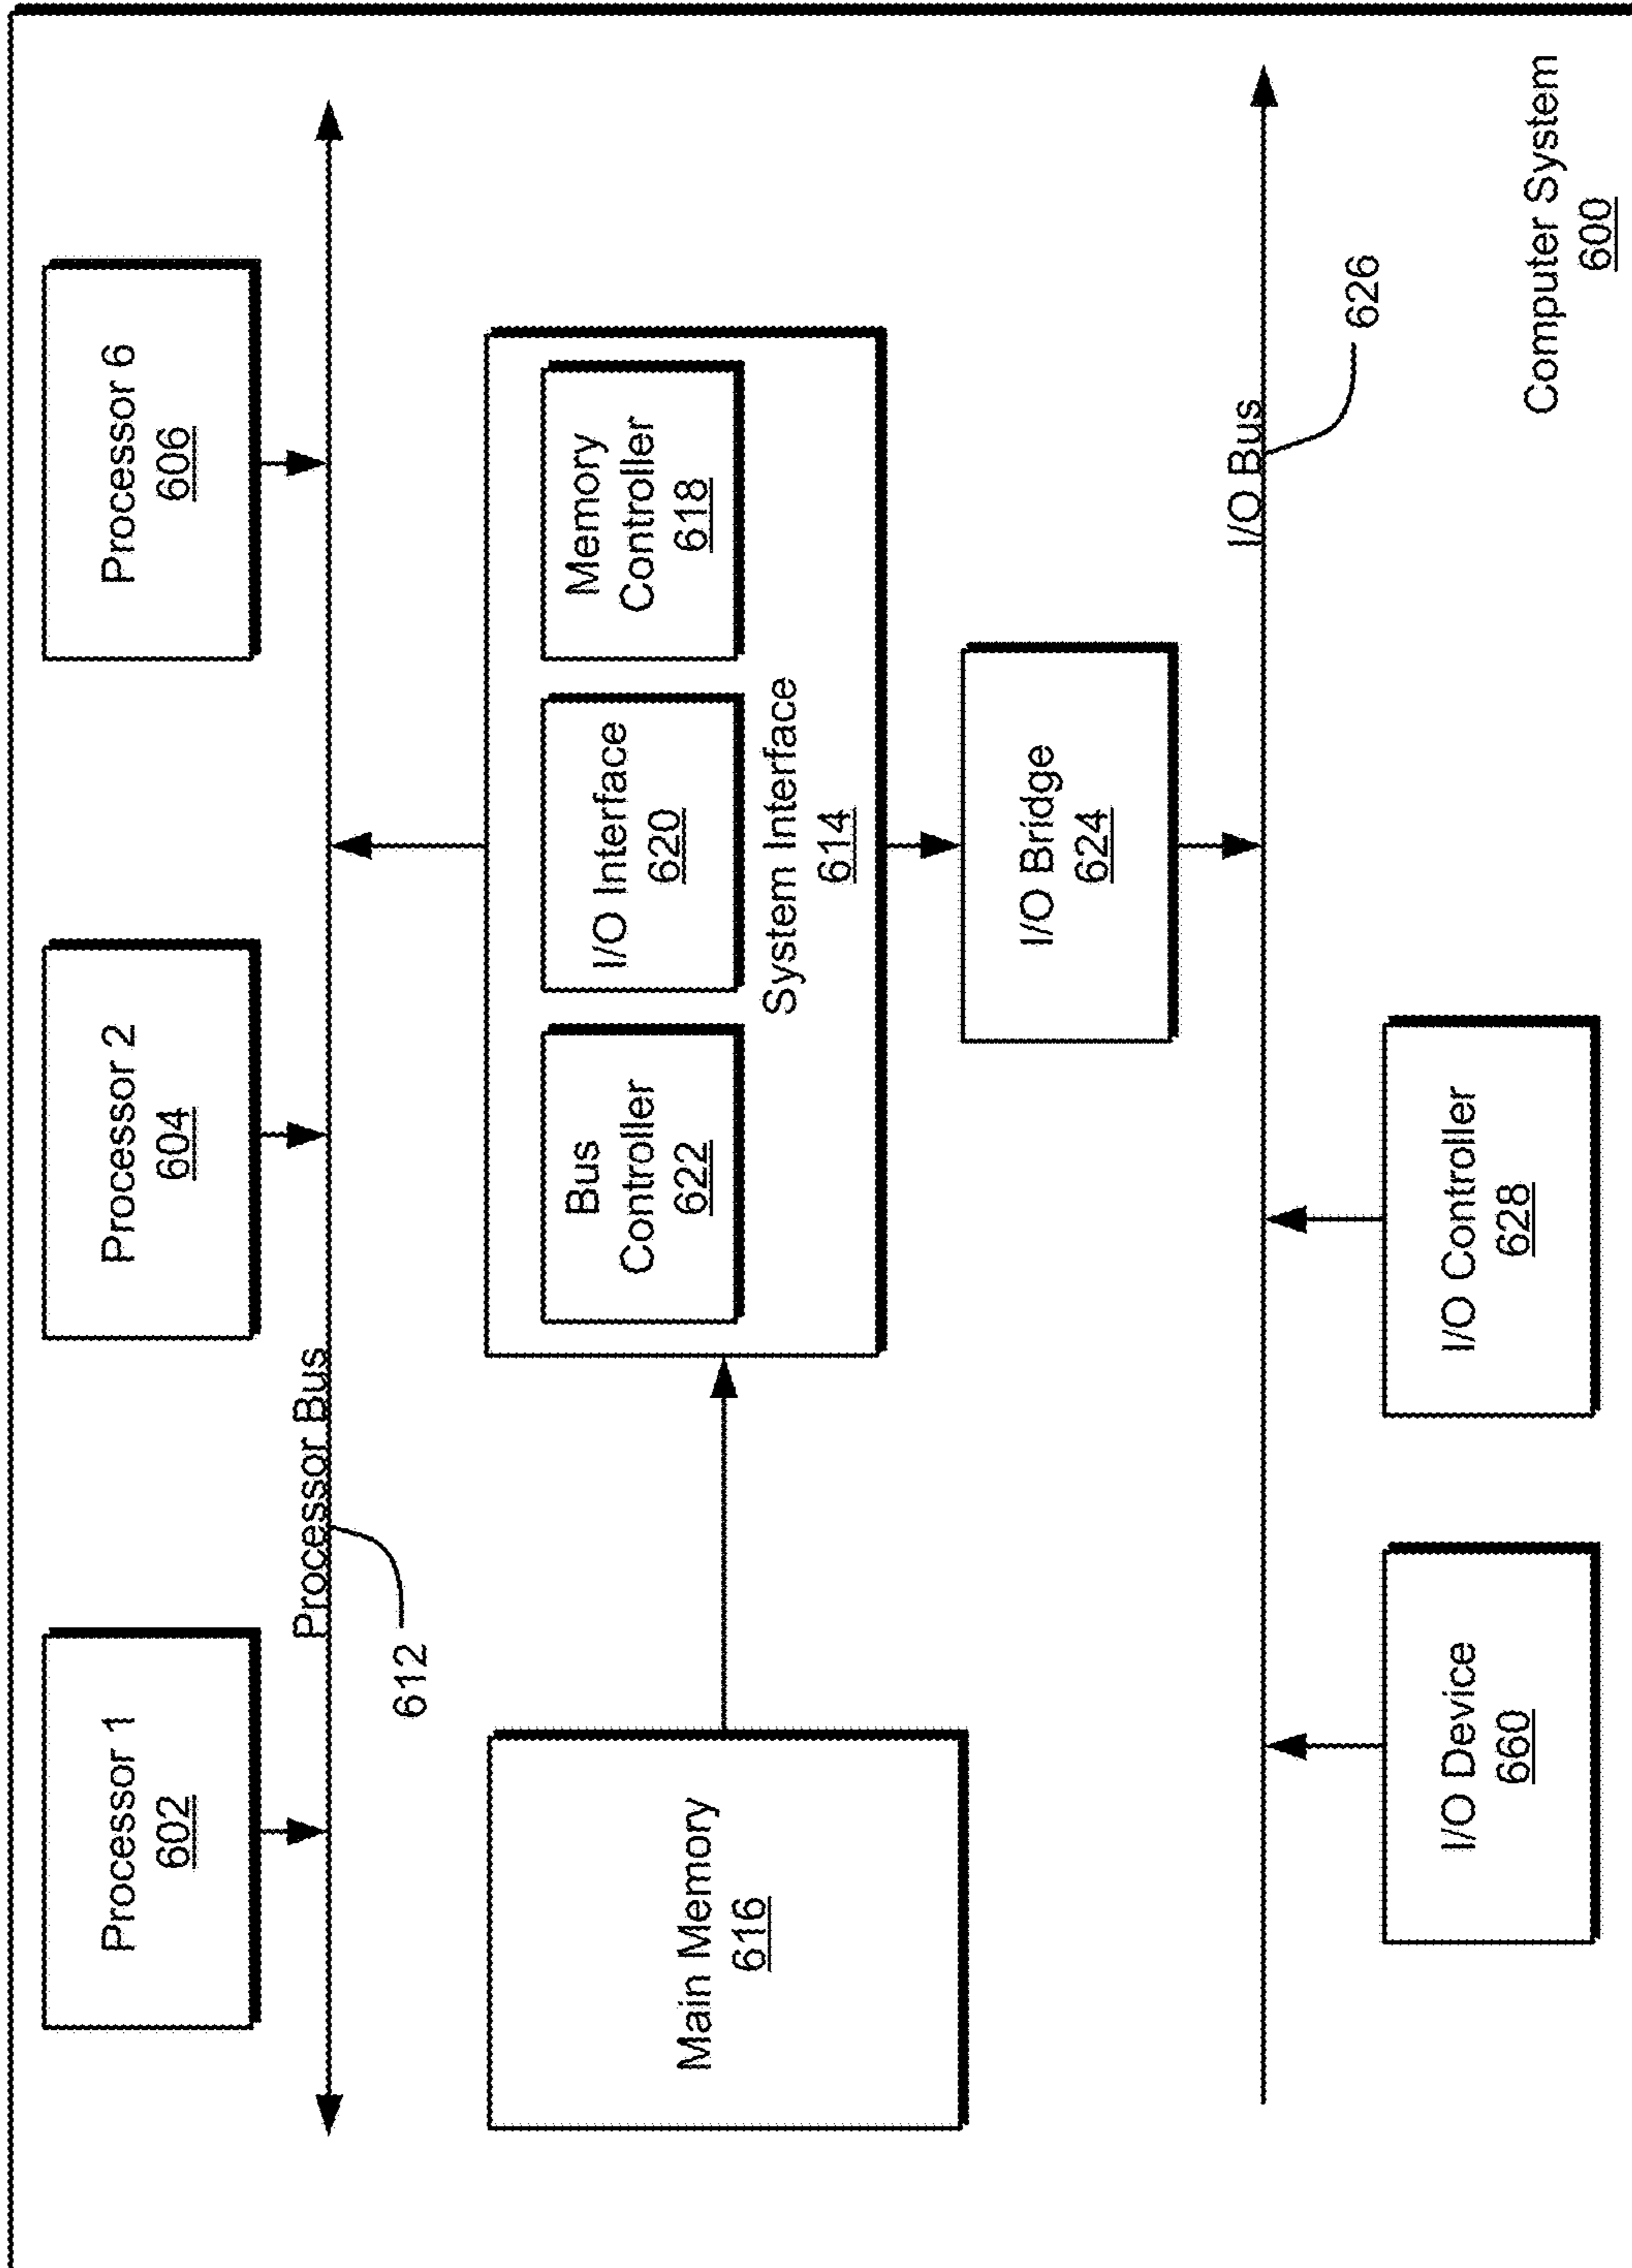 Processor 1
602
Processor 2
604
Processor 6
606
Processor Bus
612
Main Memory
616
Bus
Controller
622
I/O Interface
620
Memory
Controller
618
System Interface
614
I/O Bridge
624
I/O Bus
626
I/O Device
660
I/O Controller
628
Computer System
600